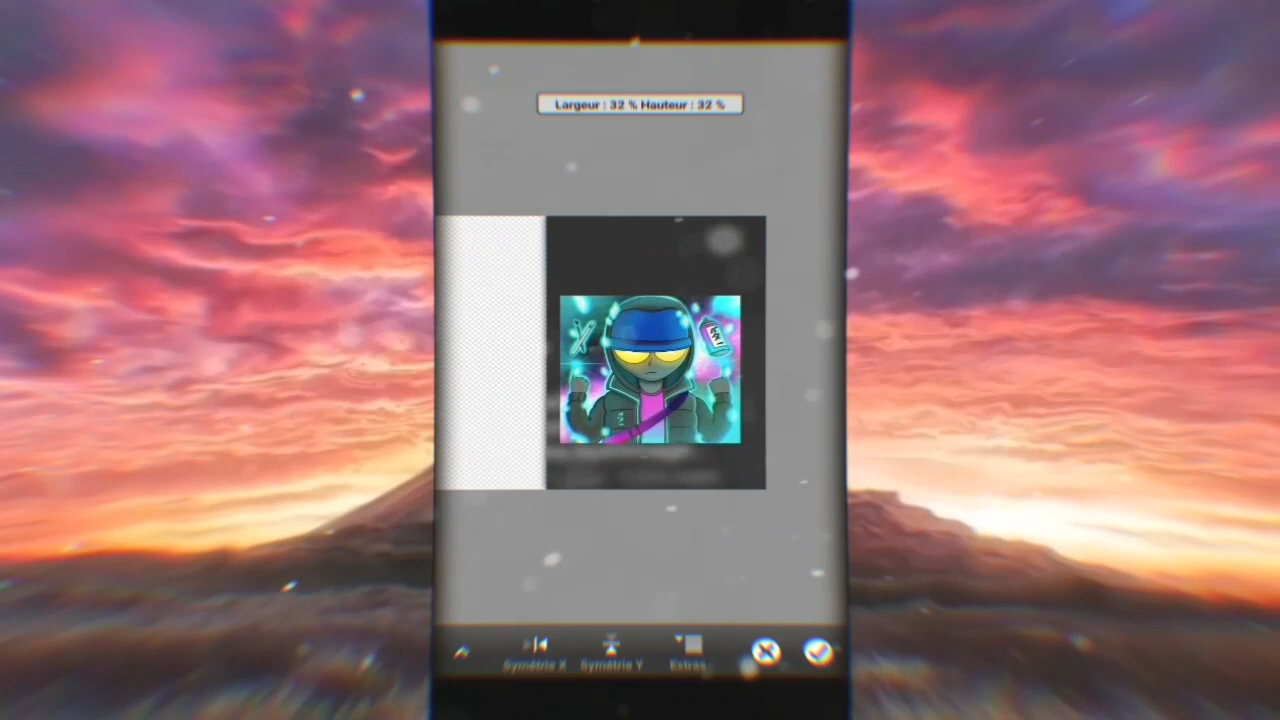 Largeur : 32 % Hauteur : 32 %
Symétrie X
Symétrie Y
Extras